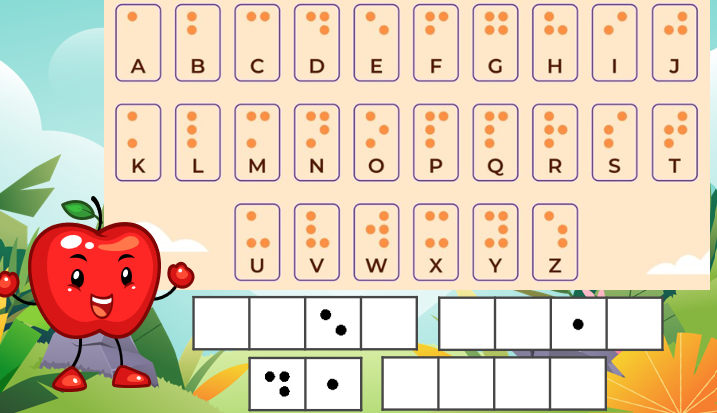 A B C D E F G H I J
K L M N O P Q R S T
U V W X Y Z